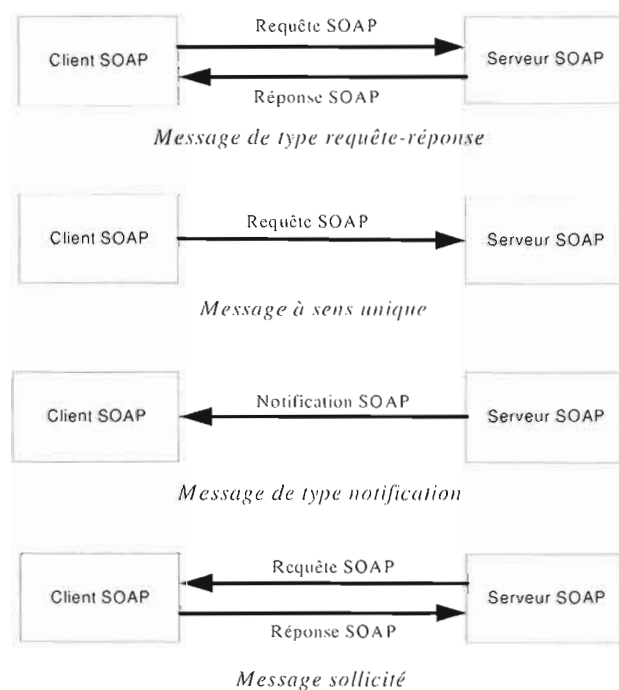 Requête SOAP
Client SOAP
Serveur SOAP
Réponse SOAP
Message de type requête-réponse
Requête SOAP
Client SOAP
Serveur SOAP
Message à sens unique
Notification SOAP
Client SOAP
Serveur SOAP
Message de type notification
Requête SOAP
Client SOAP
Serveur SOAP
Réponse SOAP
Message sollicité